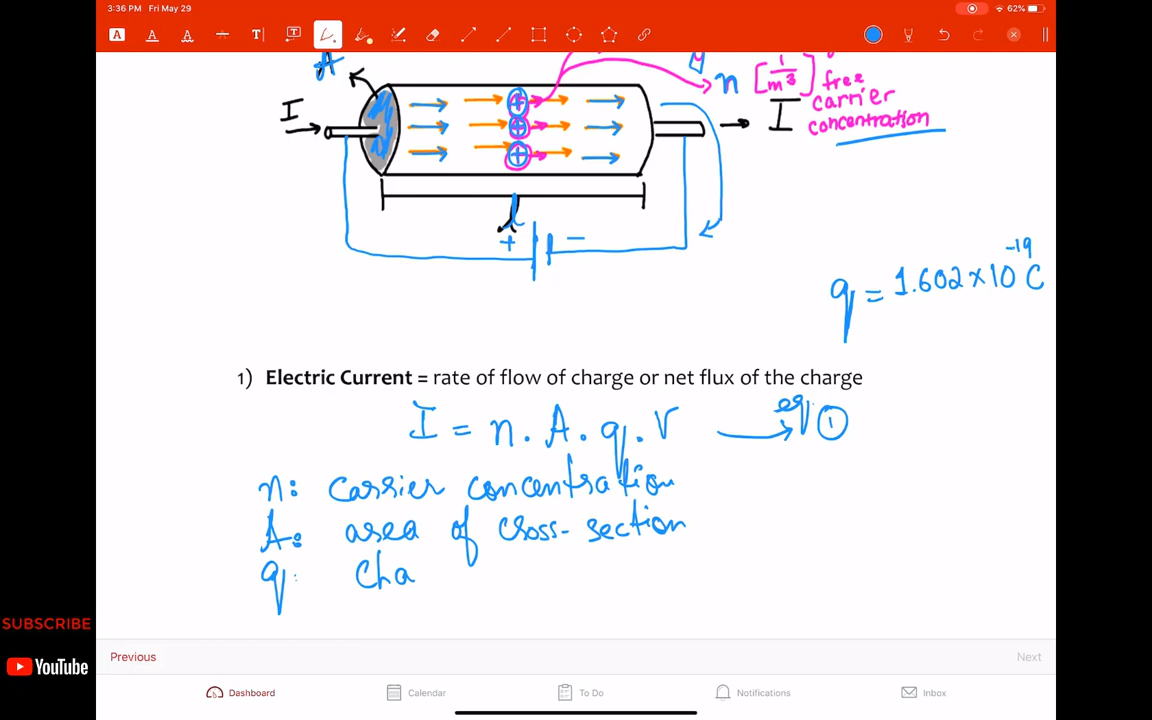 3:36 PM Fri May 29
62%
A
I
n [1/m³] free
carrier
concentration
I
l
+ −
q = 1.602×10⁻¹⁹ C
1) Electric Current = rate of flow of charge or net flux of the charge
I = n. A. q. V → eq ①
n: carrier concentration
A: area of cross-section
q: cha
SUBSCRIBE
YouTube
Previous
Next
Dashboard
Calendar
To Do
Notifications
Inbox